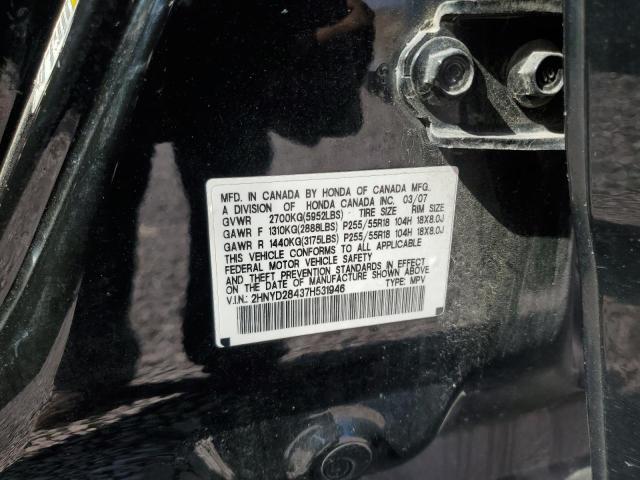 MFD. IN CANADA BY HONDA OF CANADA MFG.
A DIVISION OF HONDA CANADA INC. 03/07
GVWR 2700KG(5952LBS) TIRE SIZE RIM SIZE
GAWR F 1310KG(2888LBS) P255/55R18 104H 18X8.0J
GAWR R 1440KG(3175LBS) P255/55R18 104H 18X8.0J
THIS VEHICLE CONFORMS TO ALL APPLICABLE
FEDERAL MOTOR VEHICLE SAFETY
AND THEFT PREVENTION STANDARDS IN EFFECT
ON THE DATE OF MANUFACTURE SHOWN ABOVE.
V.I.N.: 2HNYD28437H531946 TYPE: MPV